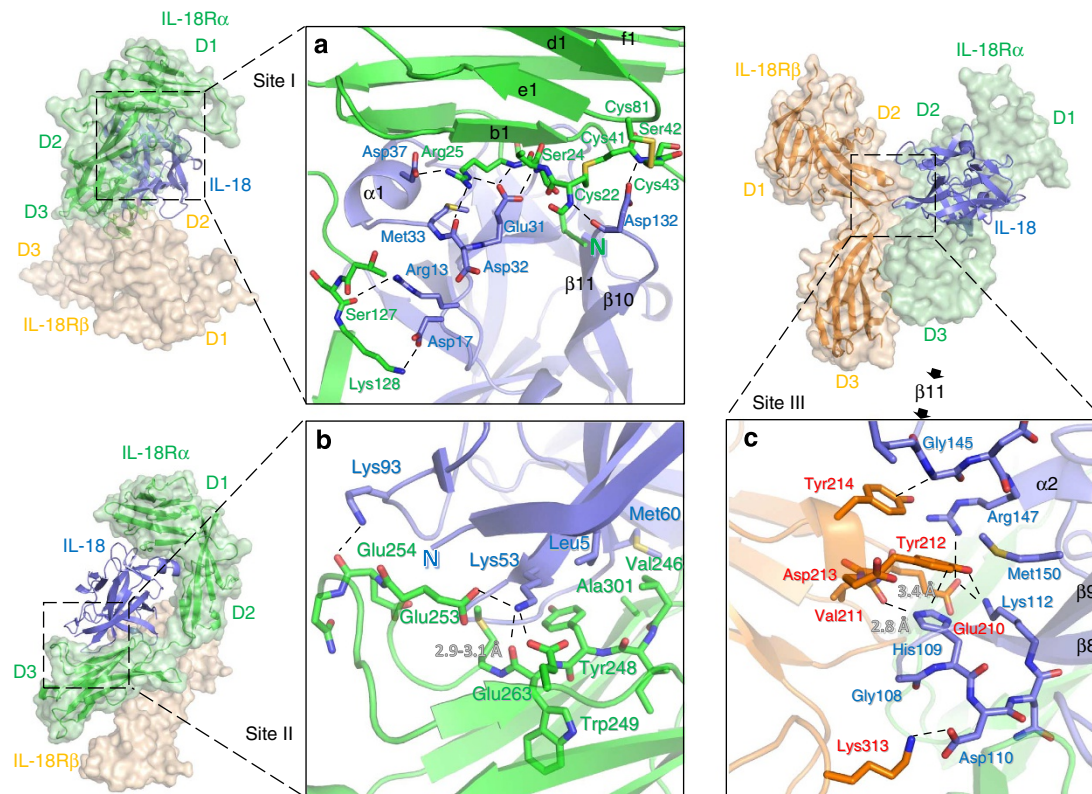 IL-18Rα
D1
Site I
D2
IL-18
D3
D2
D3
IL-18Rβ
D1
a
d1
f1
e1
b1
Cys81
Cys41
Ser42
Asp37
Arg25
Ser24
α1
Cys22
Cys43
Met33
Glu31
Asp132
N
Arg13
Asp32
β11
β10
Ser127
Asp17
Lys128
IL-18Rβ
IL-18Rα
D2
D2
D1
D1
IL-18
D3
D3
β11
Site III
IL-18Rα
D1
IL-18
D2
D3
Site II
IL-18Rβ
b
Lys93
Met60
N
Leu5
Glu254
Lys53
Val246
Ala301
Glu253
2.9-3.1 Å
Tyr248
Glu263
Trp249
c
Gly145
Tyr214
α2
Arg147
Tyr212
Asp213
Met150
3.4 Å
β9
Val211
Lys112
2.8 Å
Glu210
His109
β8
Gly108
Lys313
Asp110